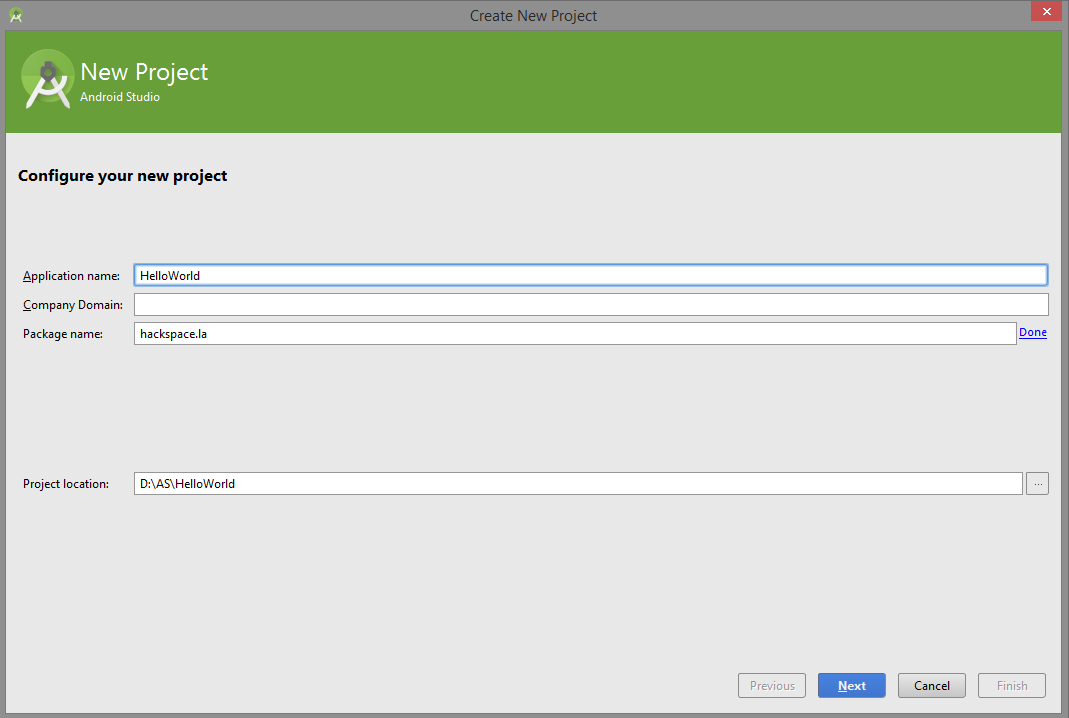 Create New Project
New Project
Android Studio
Configure your new project
Application name: HelloWorld
Company Domain:
Package name: hackspace.la Done
Project location: D:\AS\HelloWorld ...
Previous Next Cancel Finish